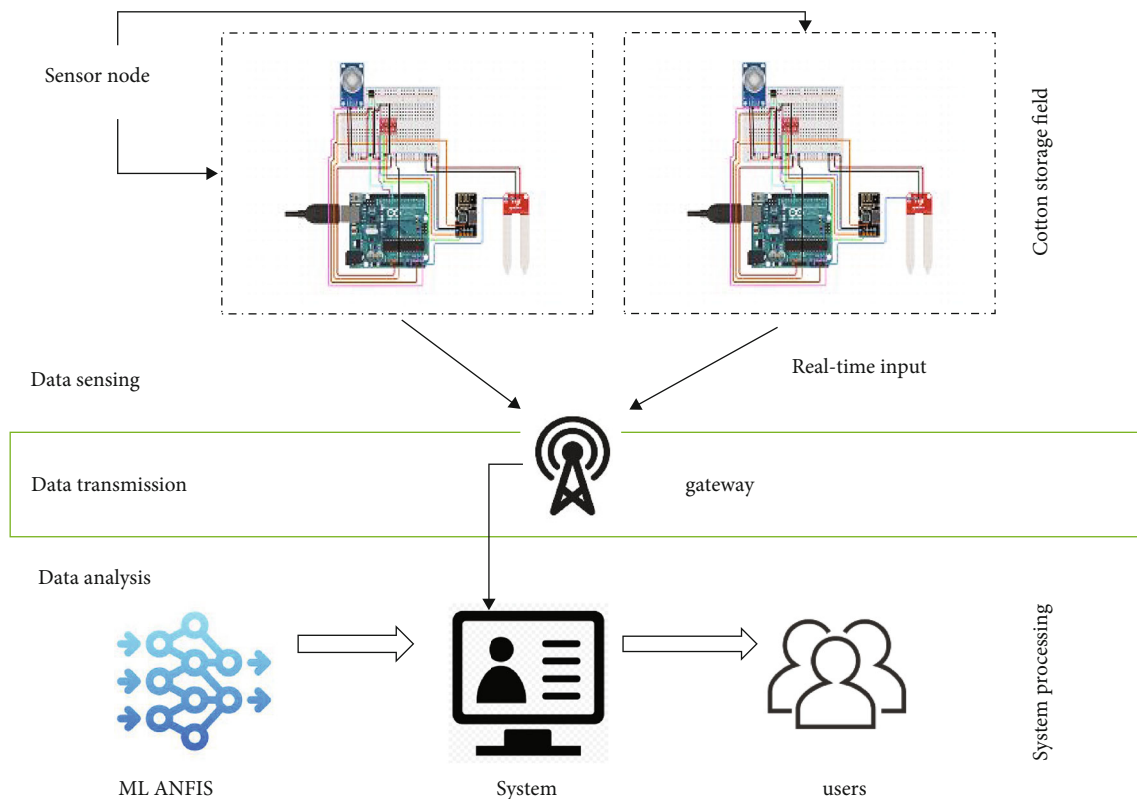 Sensor node
Cotton storage field
Real-time input
Data sensing
Data transmission
gateway
Data analysis
System processing
ML ANFIS
System
users